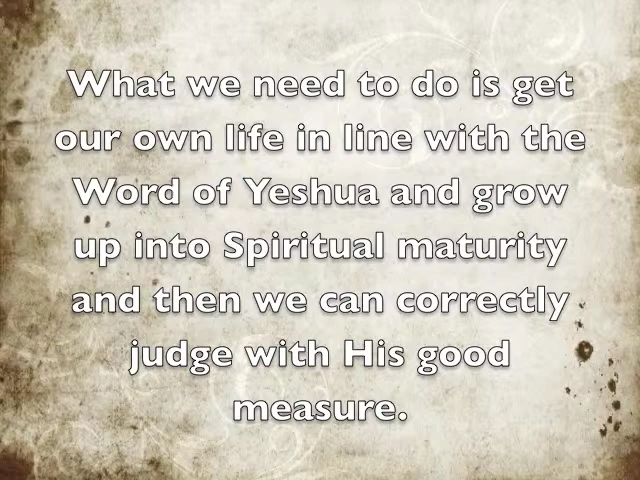 What we need to do is get
our own life in line with the
Word of Yeshua and grow
up into Spiritual maturity
and then we can correctly
judge with His good
measure.